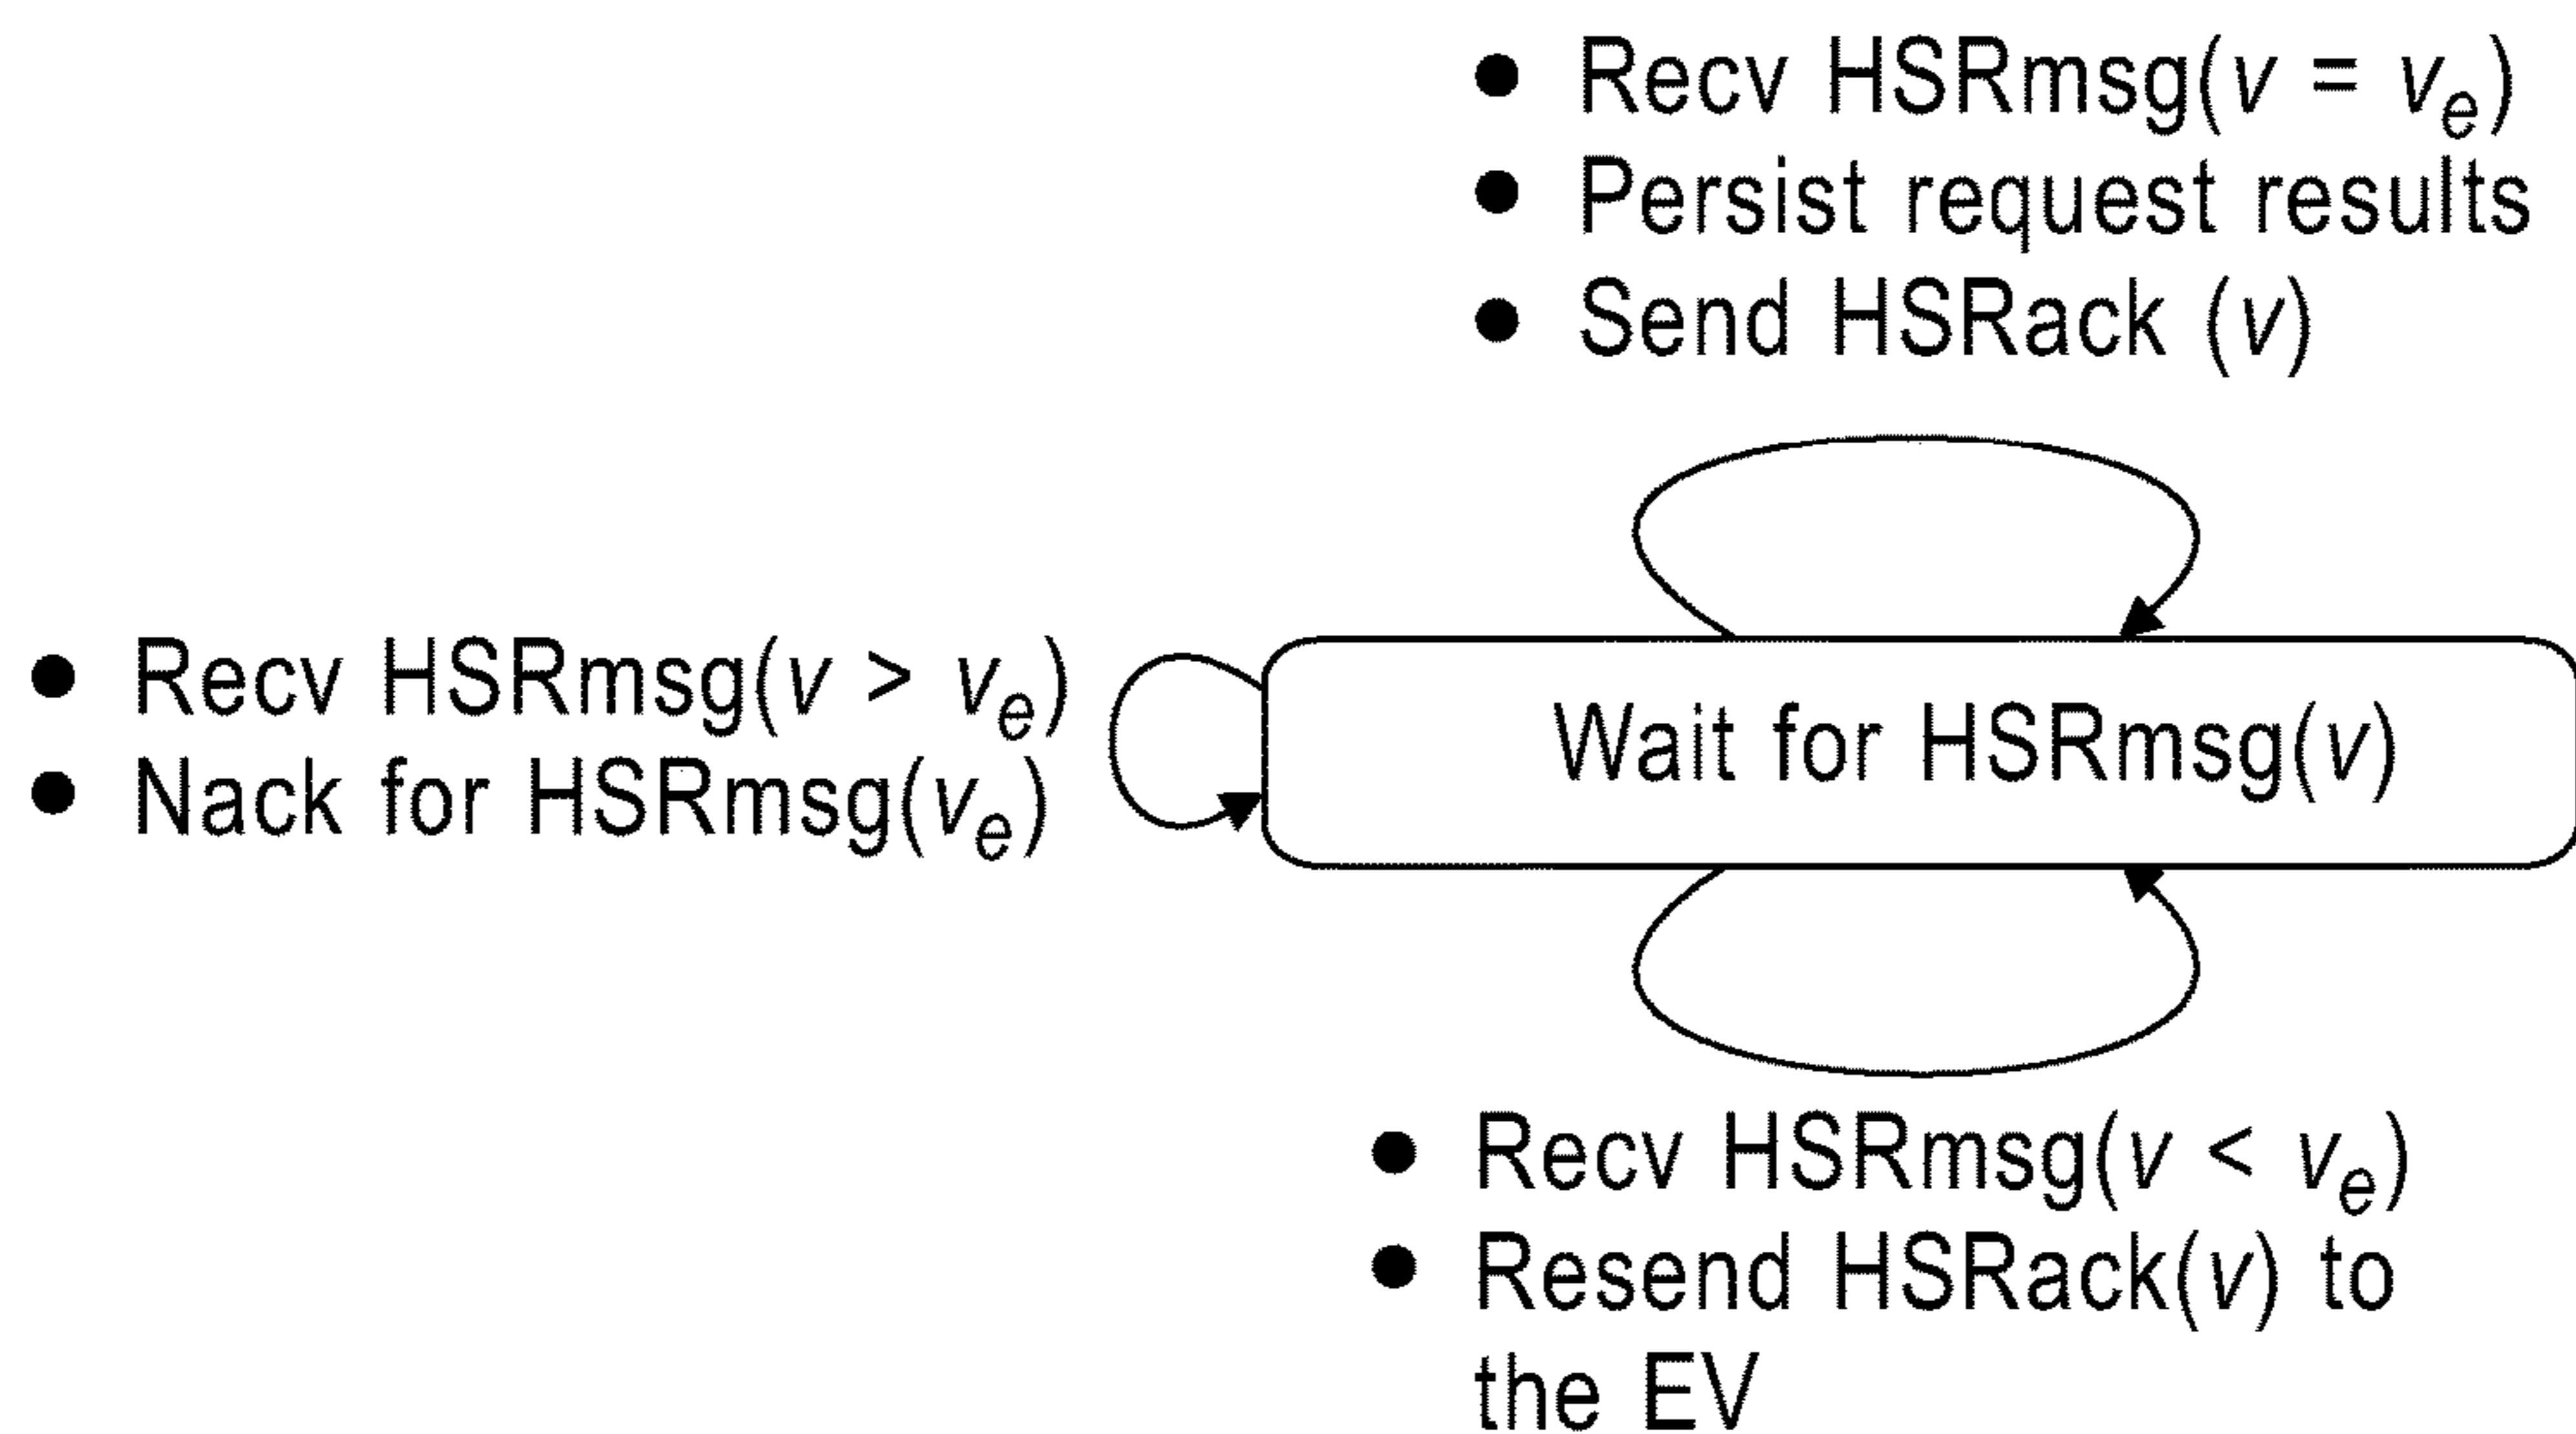 ● Recv HSRmsg(v = vₑ)
● Persist request results
● Send HSRack (v)
● Recv HSRmsg(v > vₑ)
● Nack for HSRmsg(vₑ)
Wait for HSRmsg(v)
● Recv HSRmsg(v < vₑ)
● Resend HSRack(v) to
the EV